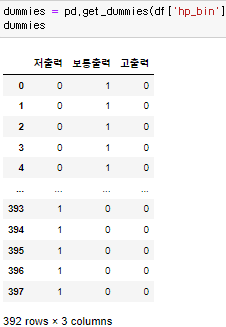 dummies = pd.get_dummies(df['hp_bin']
dummies
저출력 보통출력 고출력
0 0 1 0
1 0 1 0
2 0 1 0
3 0 1 0
4 0 1 0
... ... ... ...
393 1 0 0
394 1 0 0
395 1 0 0
396 1 0 0
397 1 0 0
392 rows × 3 columns